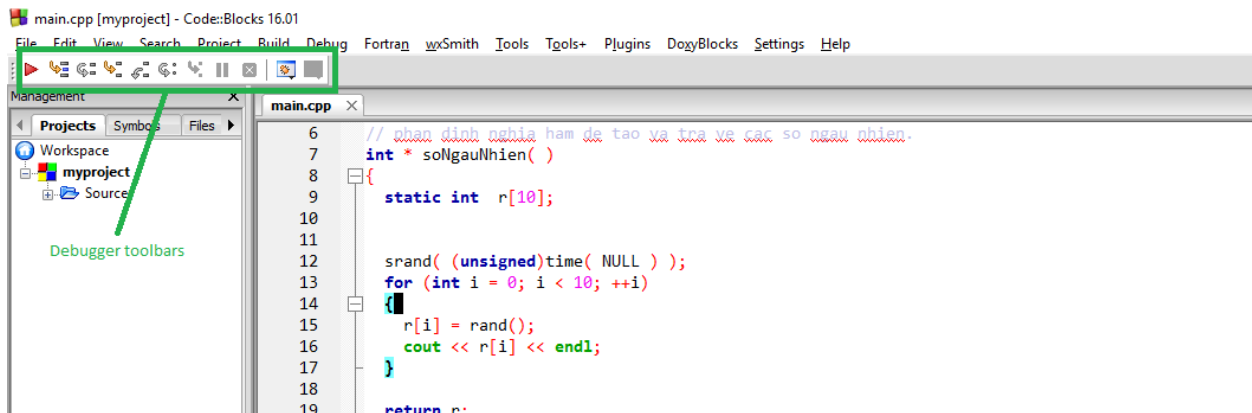 main.cpp [myproject] - Code::Blocks 16.01
File Edit View Search Project Build Debug Fortran wxSmith Tools Tools+ Plugins DoxyBlocks Settings Help
Management
main.cpp
Projects Symbols Files
Workspace
myproject
Source
Debugger toolbars
6 // phan dinh nghia ham de tao va tra ve cac so ngau nhien.
7 int * soNgauNhien( )
8 {
9 static int r[10];
10
11
12 srand( (unsigned)time( NULL ) );
13 for (int i = 0; i < 10; ++i)
14 {
15 r[i] = rand();
16 cout << r[i] << endl;
17 }
18
19 return r;